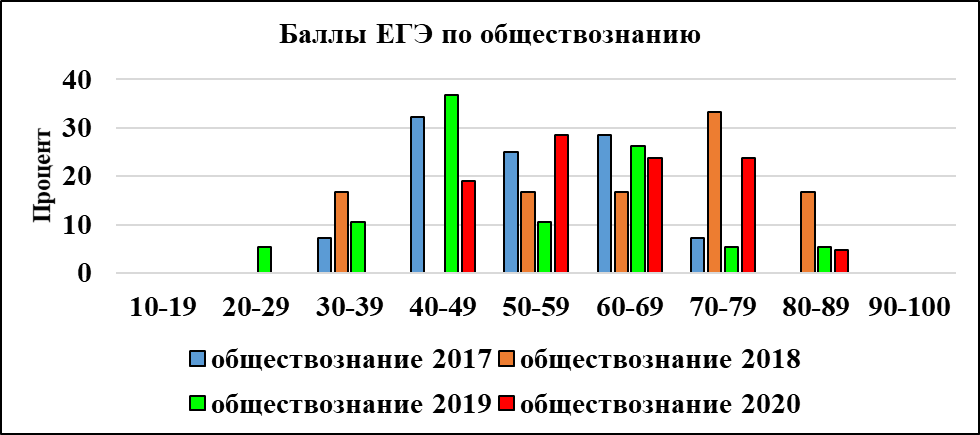 Баллы ЕГЭ по обществознанию
Процент
40
30
20
10
0
10-19 20-29 30-39 40-49 50-59 60-69 70-79 80-89 90-100
обществознание 2017 обществознание 2018
обществознание 2019 обществознание 2020